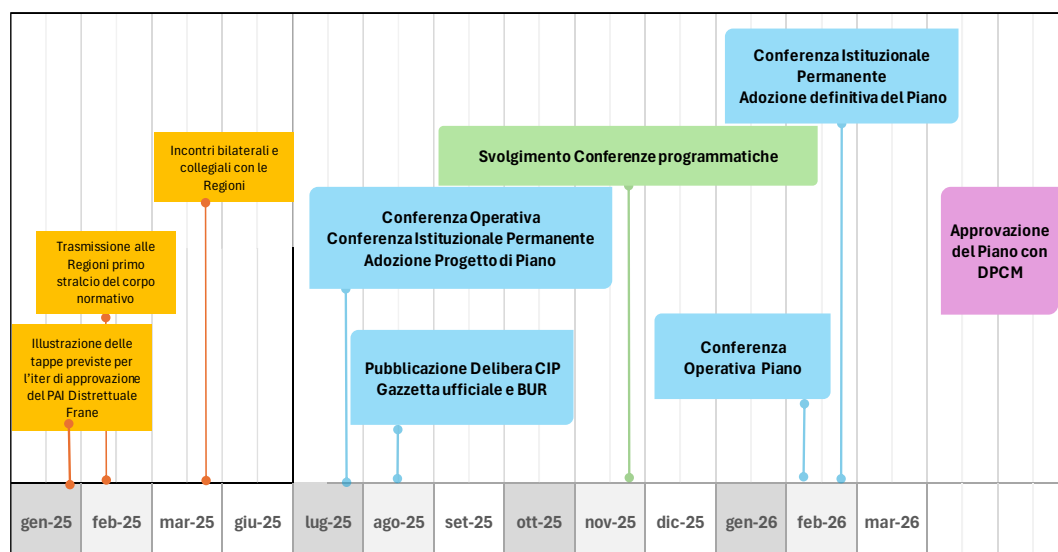 Conferenza Istituzionale
Permanente
Adozione definitiva del Piano
Svolgimento Conferenze programmatiche
Incontri bilaterali e
collegiali con le
Regioni
Conferenza Operativa
Conferenza Istituzionale Permanente
Adozione Progetto di Piano
Approvazione
del Piano con
DPCM
Trasmissione alle
Regioni primo
stralcio del corpo
normativo
Illustrazione delle
tappe previste per
l'iter di approvazione
del PAI Distrettuale
Frane
Pubblicazione Delibera CIP
Gazzetta ufficiale e BUR
Conferenza
Operativa Piano
gen-25 feb-25 mar-25 giu-25 lug-25 ago-25 set-25 ott-25 nov-25 dic-25 gen-26 feb-26 mar-26